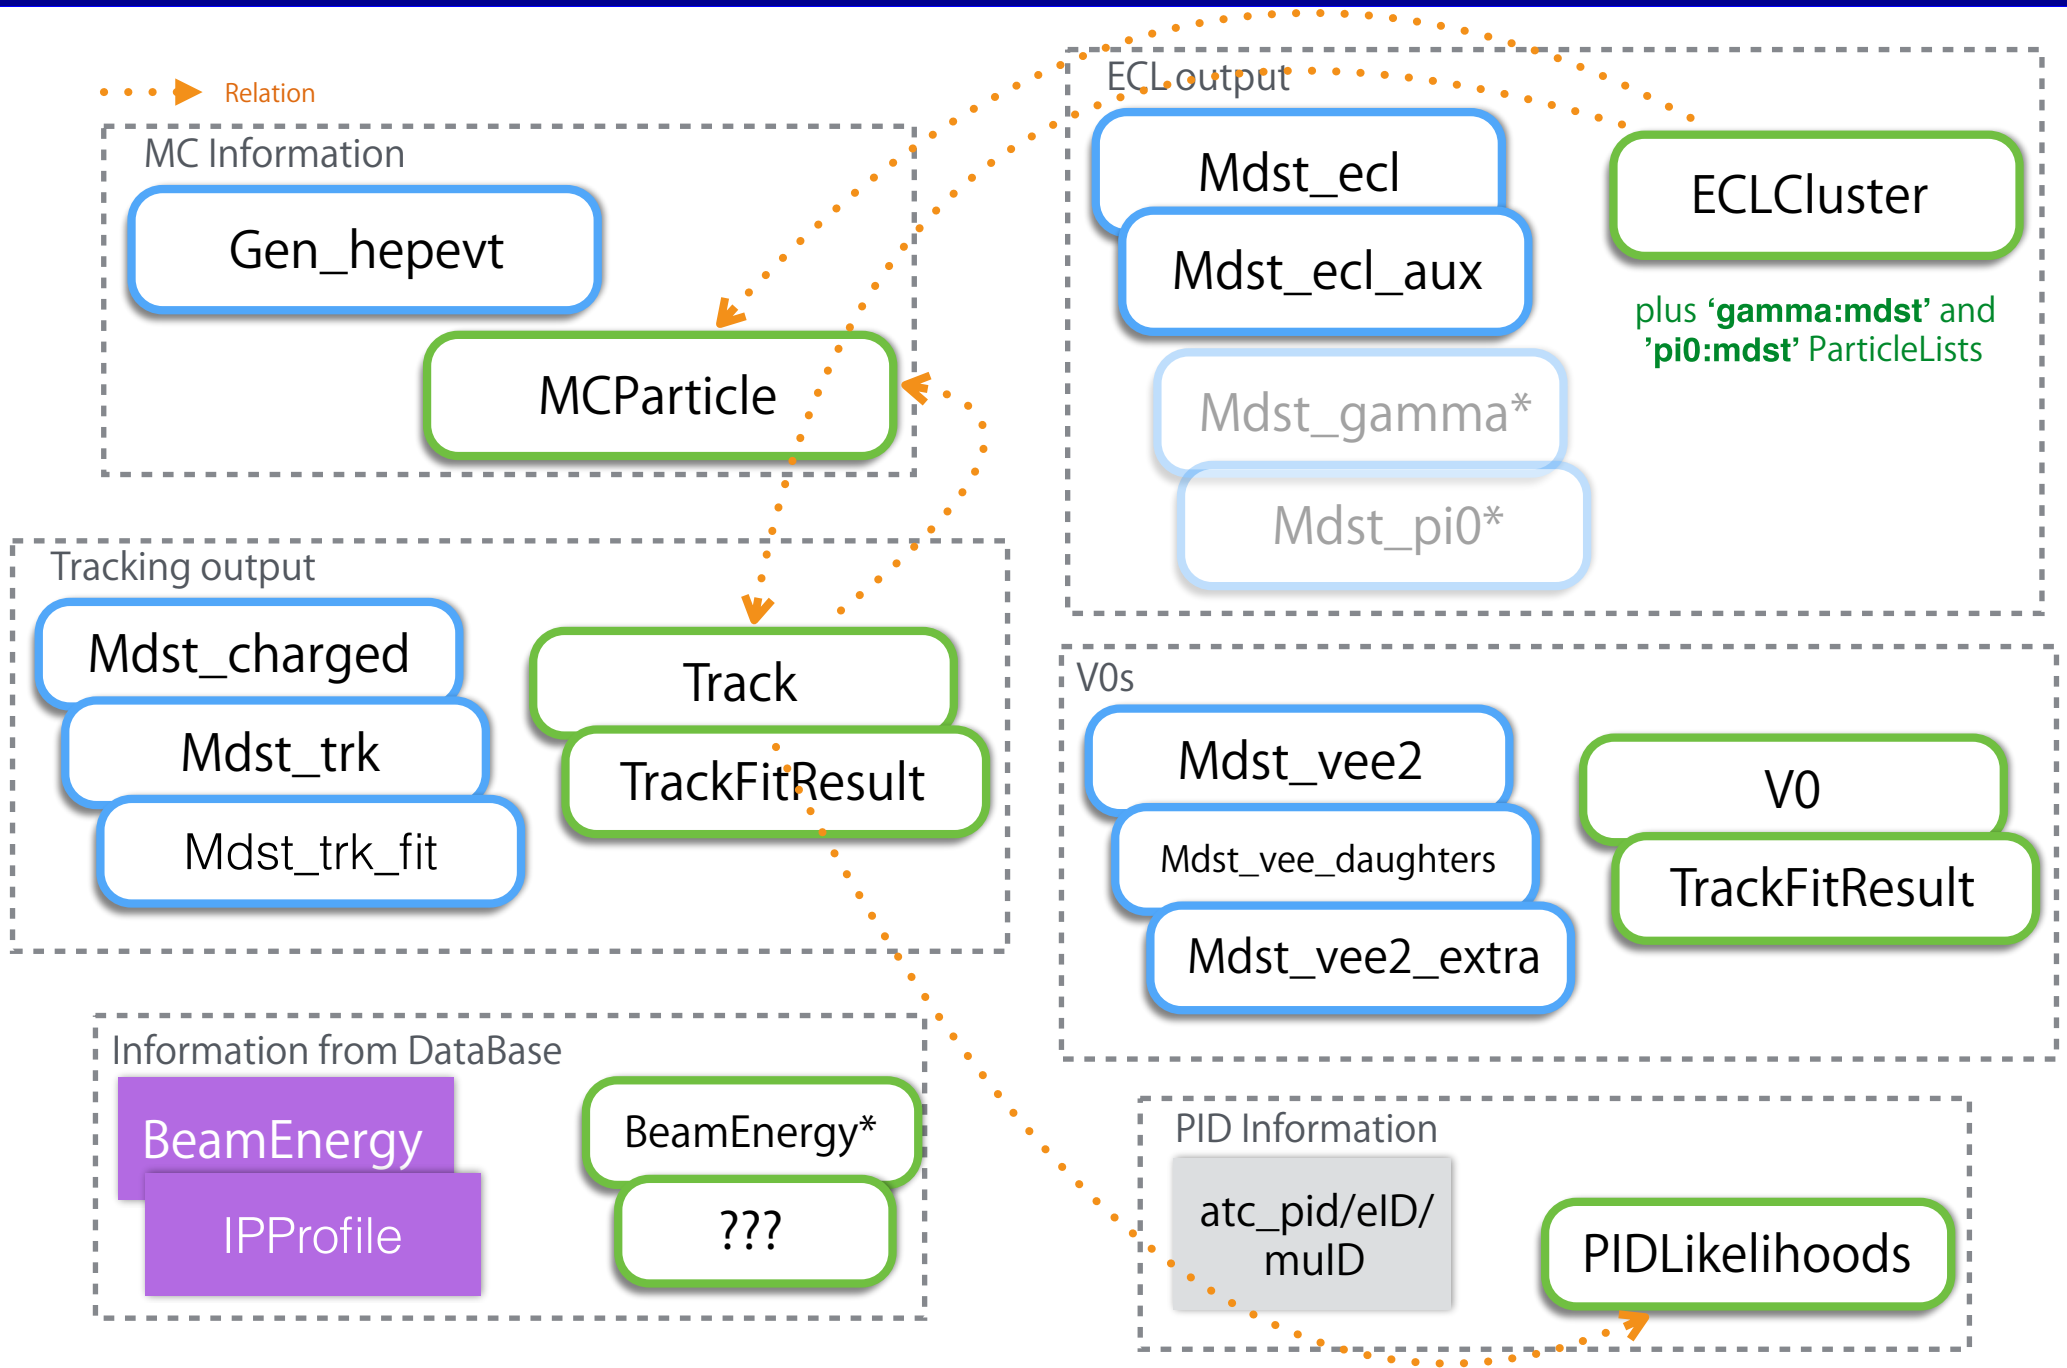 Relation
MC Information
Gen_hepevt
MCParticle
ECL output
Mdst_ecl
Mdst_ecl_aux
Mdst_gamma*
Mdst_pi0*
ECLCluster
plus ‘gamma:mdst’ and
’pi0:mdst’ ParticleLists
Tracking output
Mdst_charged
Mdst_trk
Mdst_trk_fit
Track
TrackFitResult
V0s
Mdst_vee2
Mdst_vee_daughters
Mdst_vee2_extra
V0
TrackFitResult
Information from DataBase
BeamEnergy
IPProfile
BeamEnergy*
???
PID Information
atc_pid/eID/
muID
PIDLikelihoods